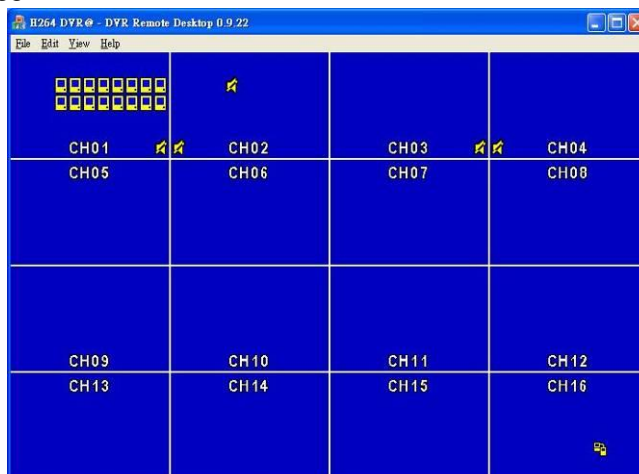 H264 DVR@ - DVR Remote Desktop 0.9.22
File Edit View Help
CH01 CH02 CH03 CH04
CH05 CH06 CH07 CH08
CH09 CH10 CH11 CH12
CH13 CH14 CH15 CH16